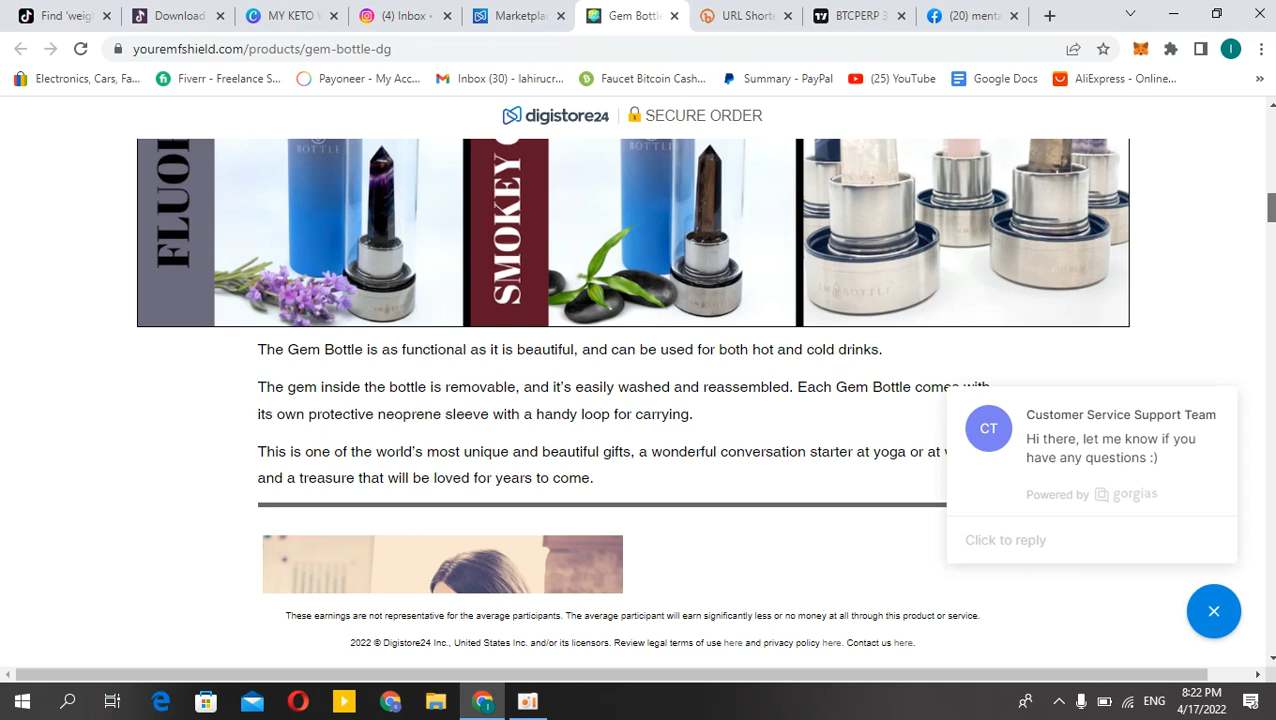 Find 'weig
Download
MY KETO
(4) Inbox
Marketpla
Gem Bottl
URL Short
BTCPERP 3
(20) menta
youremfshield.com/products/gem-bottle-dg
Electronics, Cars, Fa...
Fiverr - Freelance S...
Payoneer - My Acc...
Inbox (30) - lahirucr...
Faucet Bitcoin Cash...
Summary - PayPal
(25) YouTube
Google Docs
AliExpress - Online...
digistore24
SECURE ORDER
FLUOR
BOTTLE
SMOKEY
BOTTLE
BOTTLE
The Gem Bottle is as functional as it is beautiful, and can be used for both hot and cold drinks.
The gem inside the bottle is removable, and it's easily washed and reassembled. Each Gem Bottle comes with
its own protective neoprene sleeve with a handy loop for carrying.
This is one of the world's most unique and beautiful gifts, a wonderful conversation starter at yoga or at
and a treasure that will be loved for years to come.
CT
Customer Service Support Team
Hi there, let me know if you
have any questions :)
Powered by gorgias
Click to reply
These earnings are not representative for the average participants. The average participant will earn significantly less or no money at all through this product or service.
2022 © Digistore24 Inc., United States Inc. and/or its licensors. Review legal terms of use here and privacy policy here. Contact us here.
ENG
8:22 PM
4/17/2022